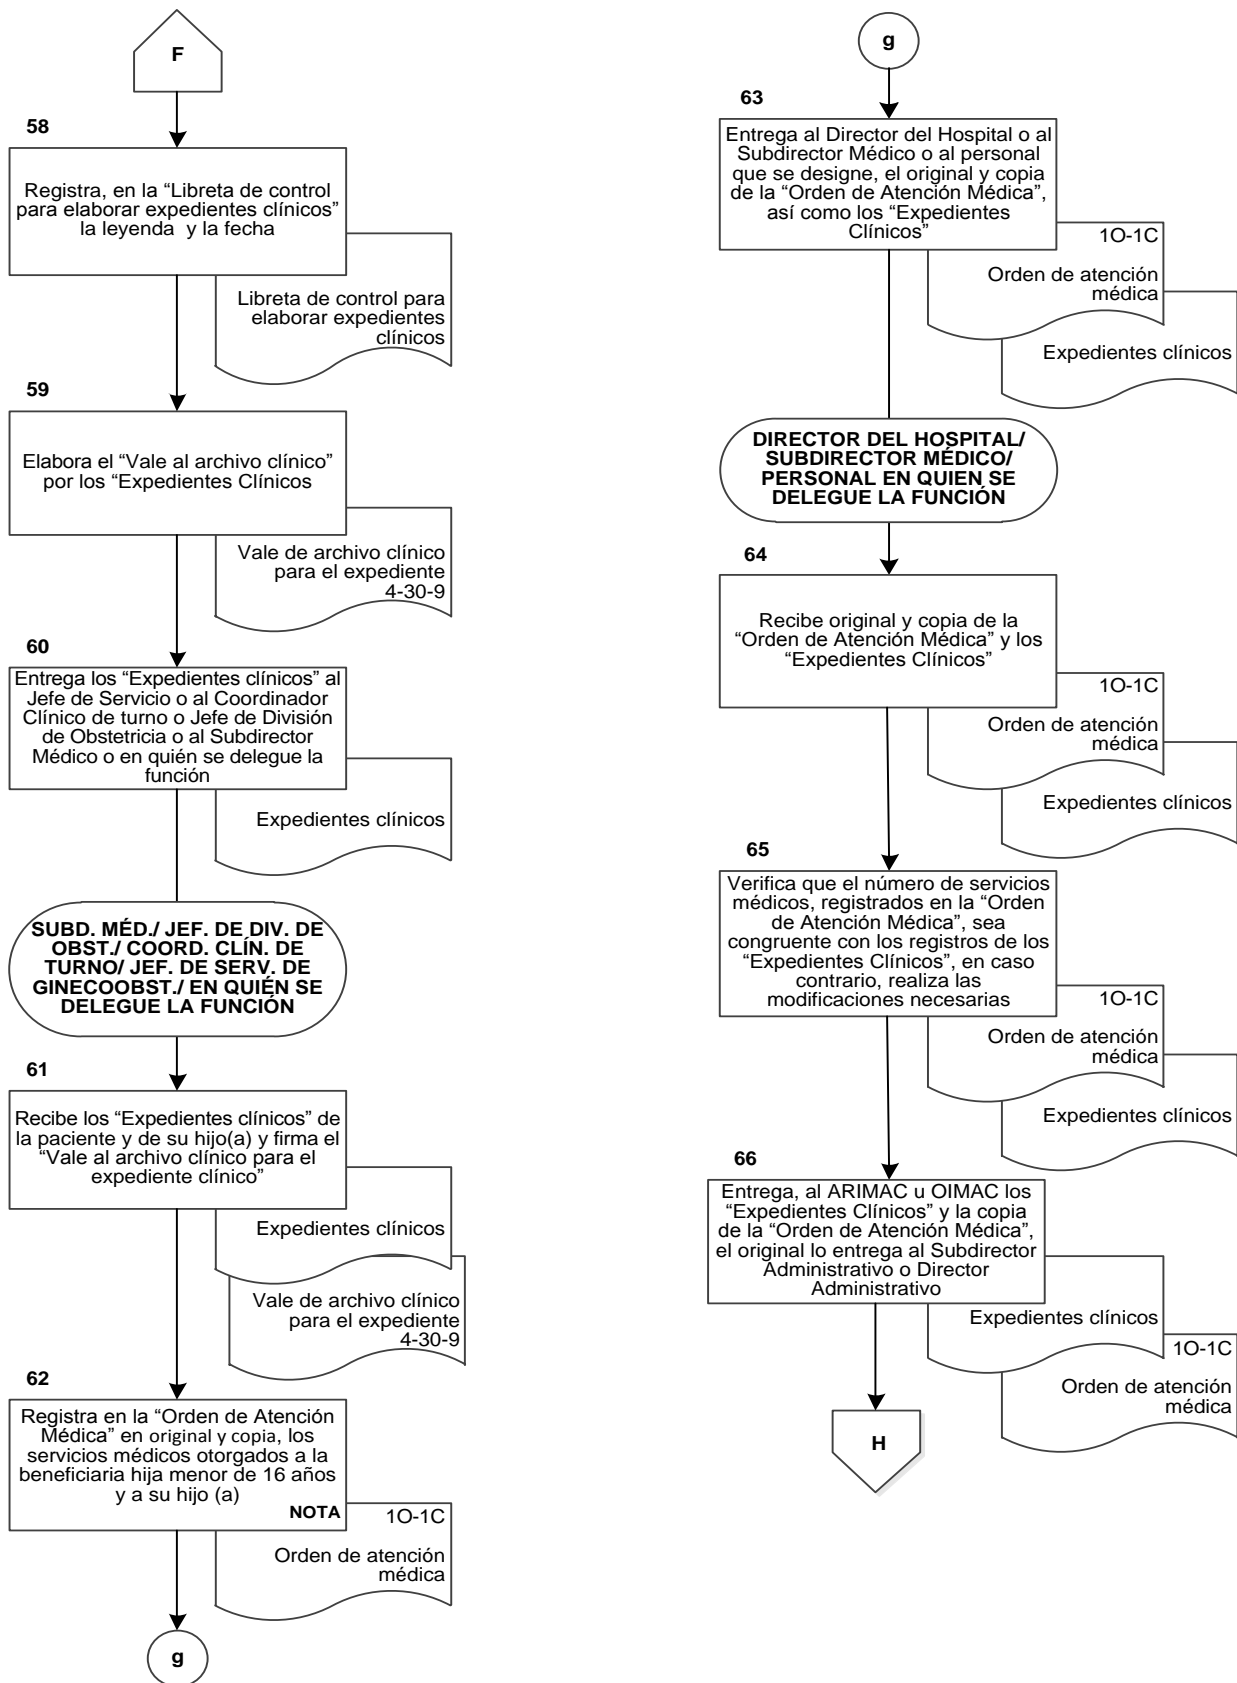 F
58
Registra, en la “Libreta de control
para elaborar expedientes clínicos”
la leyenda y la fecha
Libreta de control para
elaborar expedientes
clínicos
59
Elabora el “Vale al archivo clínico”
por los “Expedientes Clínicos
Vale de archivo clínico
para el expediente
4-30-9
60
Entrega los “Expedientes clínicos” al
Jefe de Servicio o al Coordinador
Clínico de turno o Jefe de División
de Obstetricia o al Subdirector
Médico o en quién se delegue la
función
Expedientes clínicos
SUBD. MÉD./ JEF. DE DIV. DE
OBST./ COORD. CLÍN. DE
TURNO/ JEF. DE SERV. DE
GINECOOBST./ EN QUIÉN SE
DELEGUE LA FUNCIÓN
61
Recibe los “Expedientes clínicos” de
la paciente y de su hijo(a) y firma el
“Vale al archivo clínico para el
expediente clínico”
Expedientes clínicos
Vale de archivo clínico
para el expediente
4-30-9
62
Registra en la “Orden de Atención
Médica” en original y copia, los
servicios médicos otorgados a la
beneficiaria hija menor de 16 años
y a su hijo (a)
NOTA
1O-1C
Orden de atención
médica
g
g
63
Entrega al Director del Hospital o al
Subdirector Médico o al personal
que se designe, el original y copia
de la “Orden de Atención Médica”,
así como los “Expedientes
Clínicos”
1O-1C
Orden de atención
médica
Expedientes clínicos
DIRECTOR DEL HOSPITAL/
SUBDIRECTOR MÉDICO/
PERSONAL EN QUIEN SE
DELEGUE LA FUNCIÓN
64
Recibe original y copia de la
“Orden de Atención Médica” y los
“Expedientes Clínicos”
1O-1C
Orden de atención
médica
Expedientes clínicos
65
Verifica que el número de servicios
médicos, registrados en la “Orden
de Atención Médica”, sea
congruente con los registros de los
“Expedientes Clínicos”, en caso
contrario, realiza las
modificaciones necesarias
1O-1C
Orden de atención
médica
Expedientes clínicos
66
Entrega, al ARIMAC u OIMAC los
“Expedientes Clínicos” y la copia
de la “Orden de Atención Médica”,
el original lo entrega al Subdirector
Administrativo o Director
Administrativo
Expedientes clínicos
1O-1C
Orden de atención
médica
H